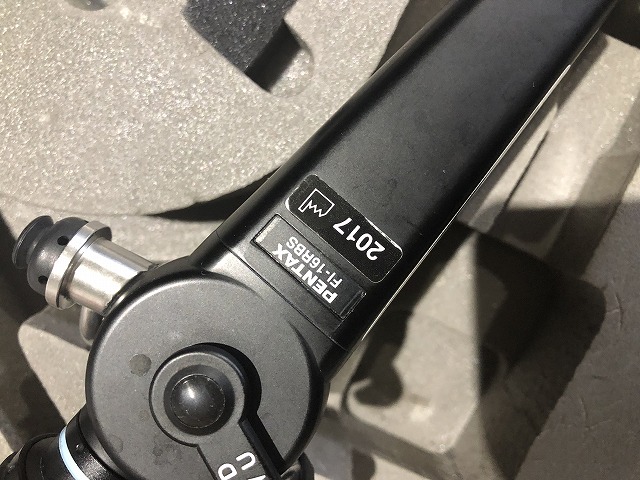 2017
PENTAX
FI-16RBS
D
U